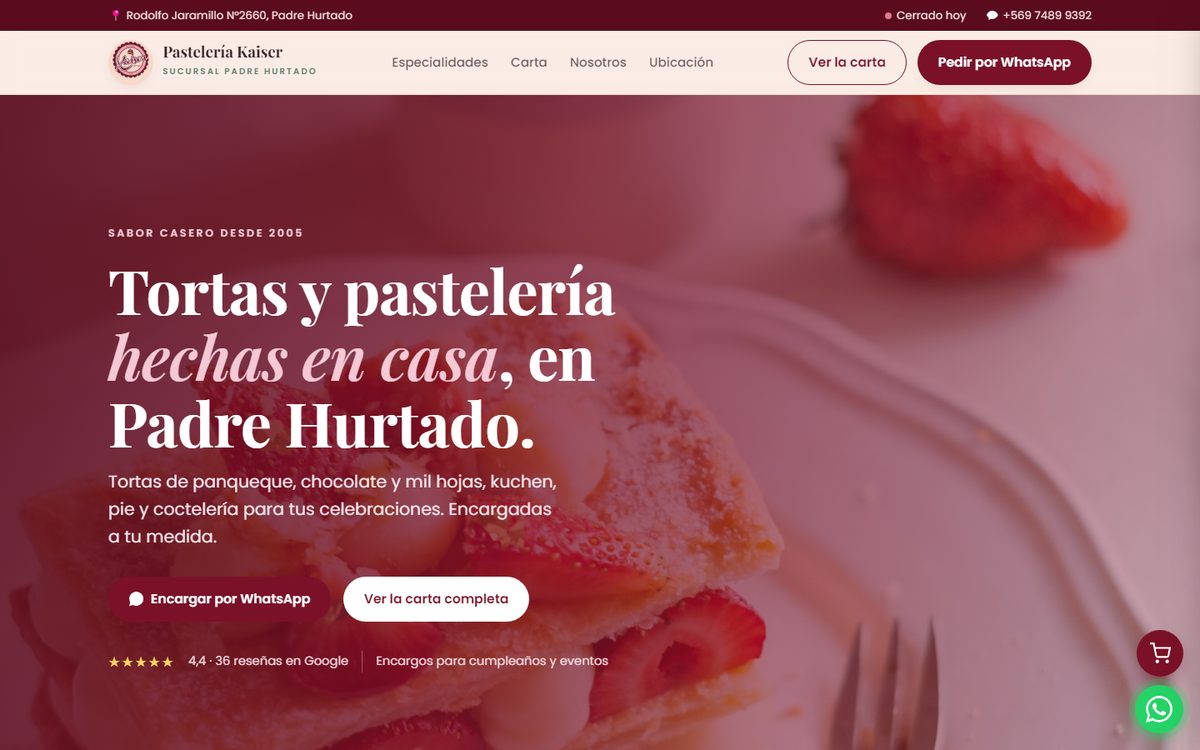 Rodolfo Jaramillo Nº2660, Padre Hurtado
Cerrado hoy
+569 7489 9392
Pastelería Kaiser
SUCURSAL PADRE HURTADO
Especialidades
Carta
Nosotros
Ubicación
Ver la carta
Pedir por WhatsApp
SABOR CASERO DESDE 2005
Tortas y pastelería
hechas en casa, en
Padre Hurtado.
Tortas de panqueque, chocolate y mil hojas, kuchen,
pie y coctelería para tus celebraciones. Encargadas
a tu medida.
Encargar por WhatsApp
Ver la carta completa
★★★★★ 4,4 · 36 reseñas en Google
Encargos para cumpleaños y eventos